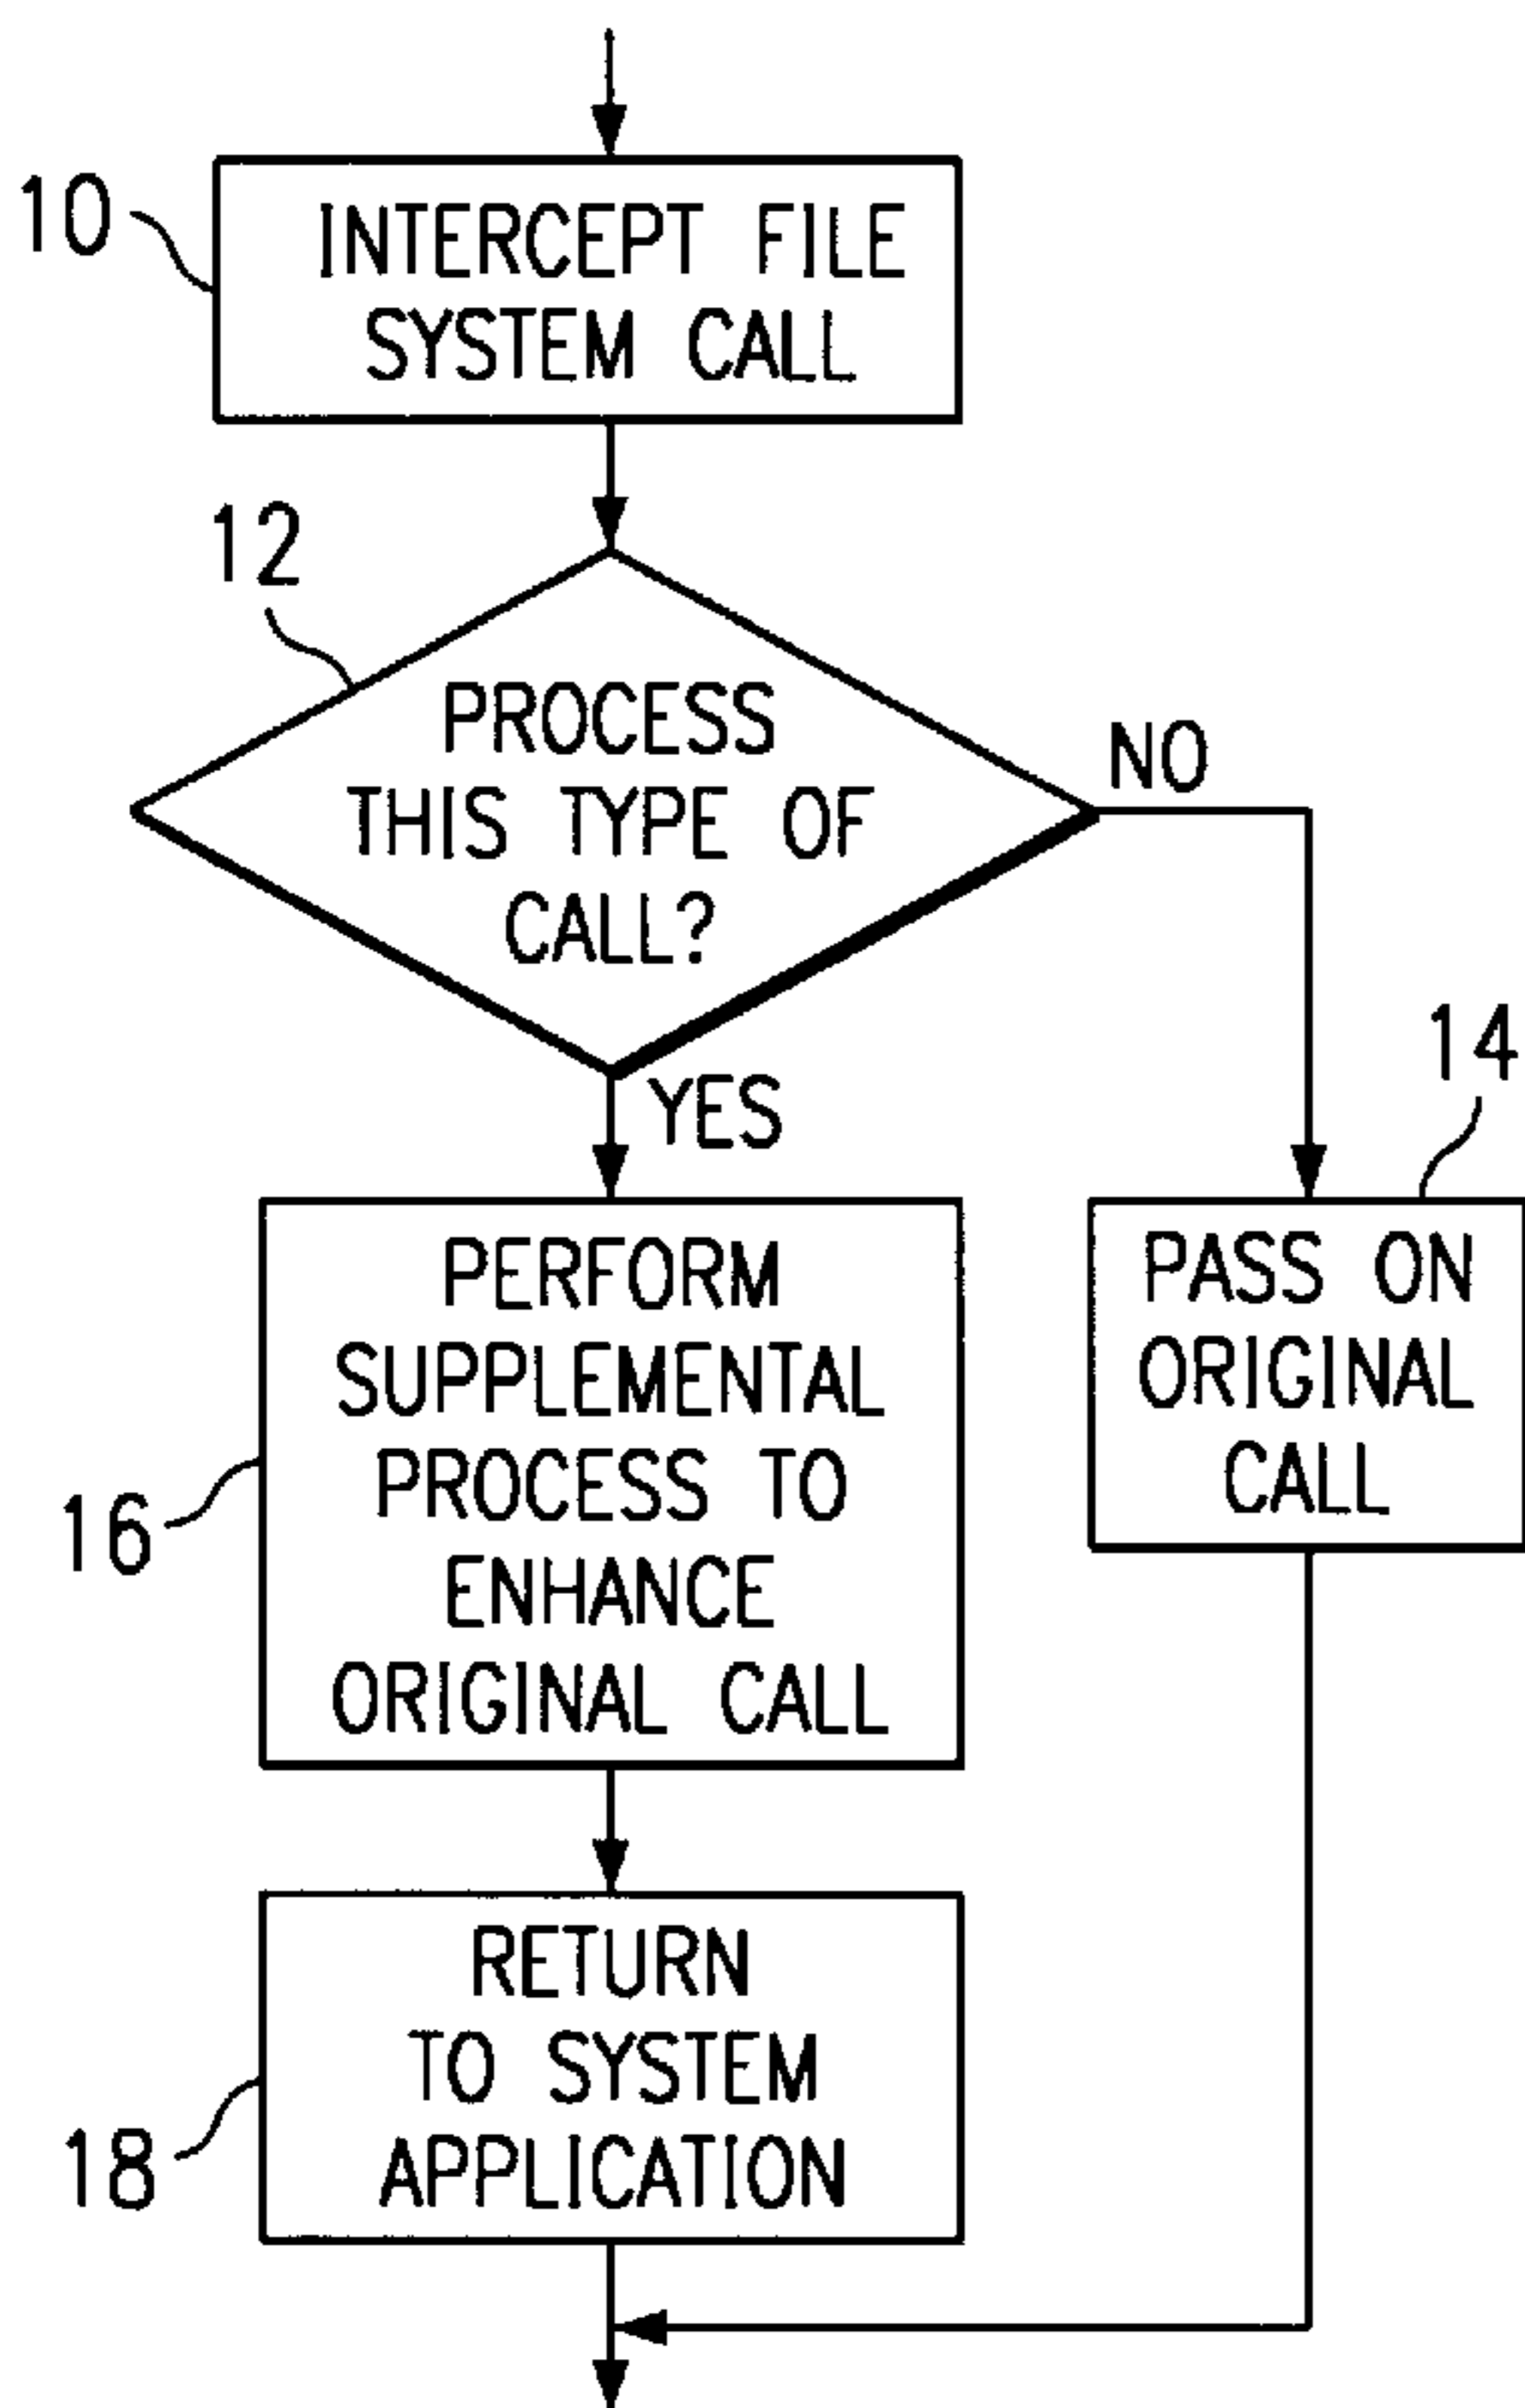 10
INTERCEPT FILE
SYSTEM CALL
12
PROCESS
THIS TYPE OF
CALL?
NO
YES
14
PASS ON
ORIGINAL
CALL
16
PERFORM
SUPPLEMENTAL
PROCESS TO
ENHANCE
ORIGINAL CALL
18
RETURN
TO SYSTEM
APPLICATION